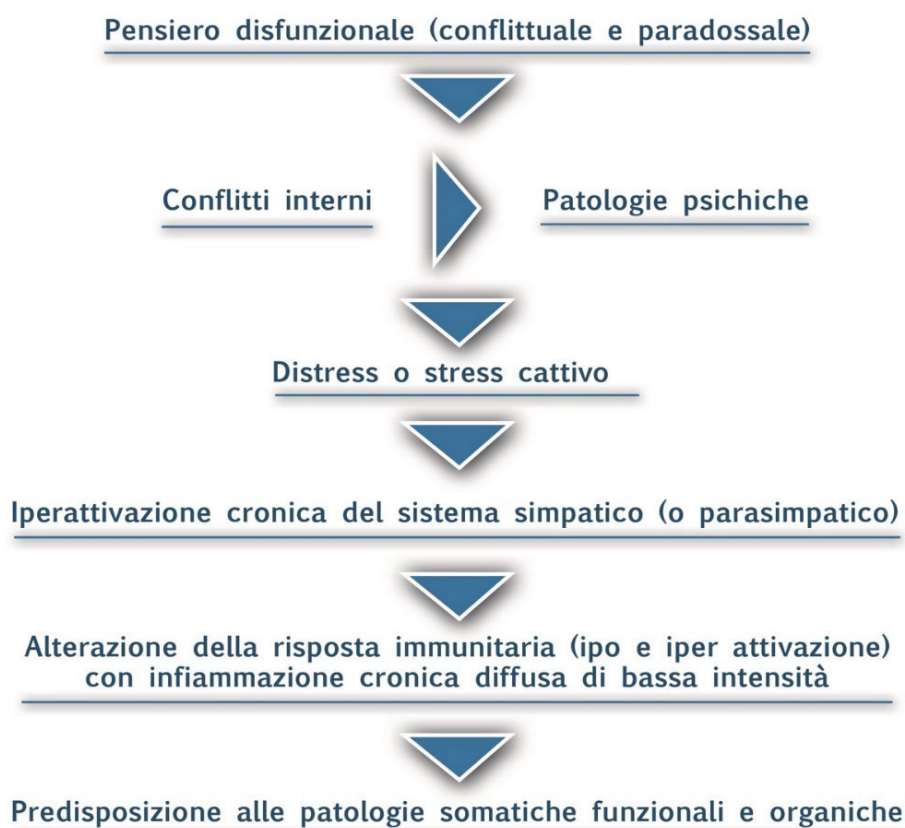 Pensiero disfunzionale (conflittuale e paradossale)
Conflitti interni
Patologie psichiche
Distress o stress cattivo
Iperattivazione cronica del sistema simpatico (o parasimpatico)
Alterazione della risposta immunitaria (ipo e iper attivazione)
con infiammazione cronica diffusa di bassa intensità
Predisposizione alle patologie somatiche funzionali e organiche